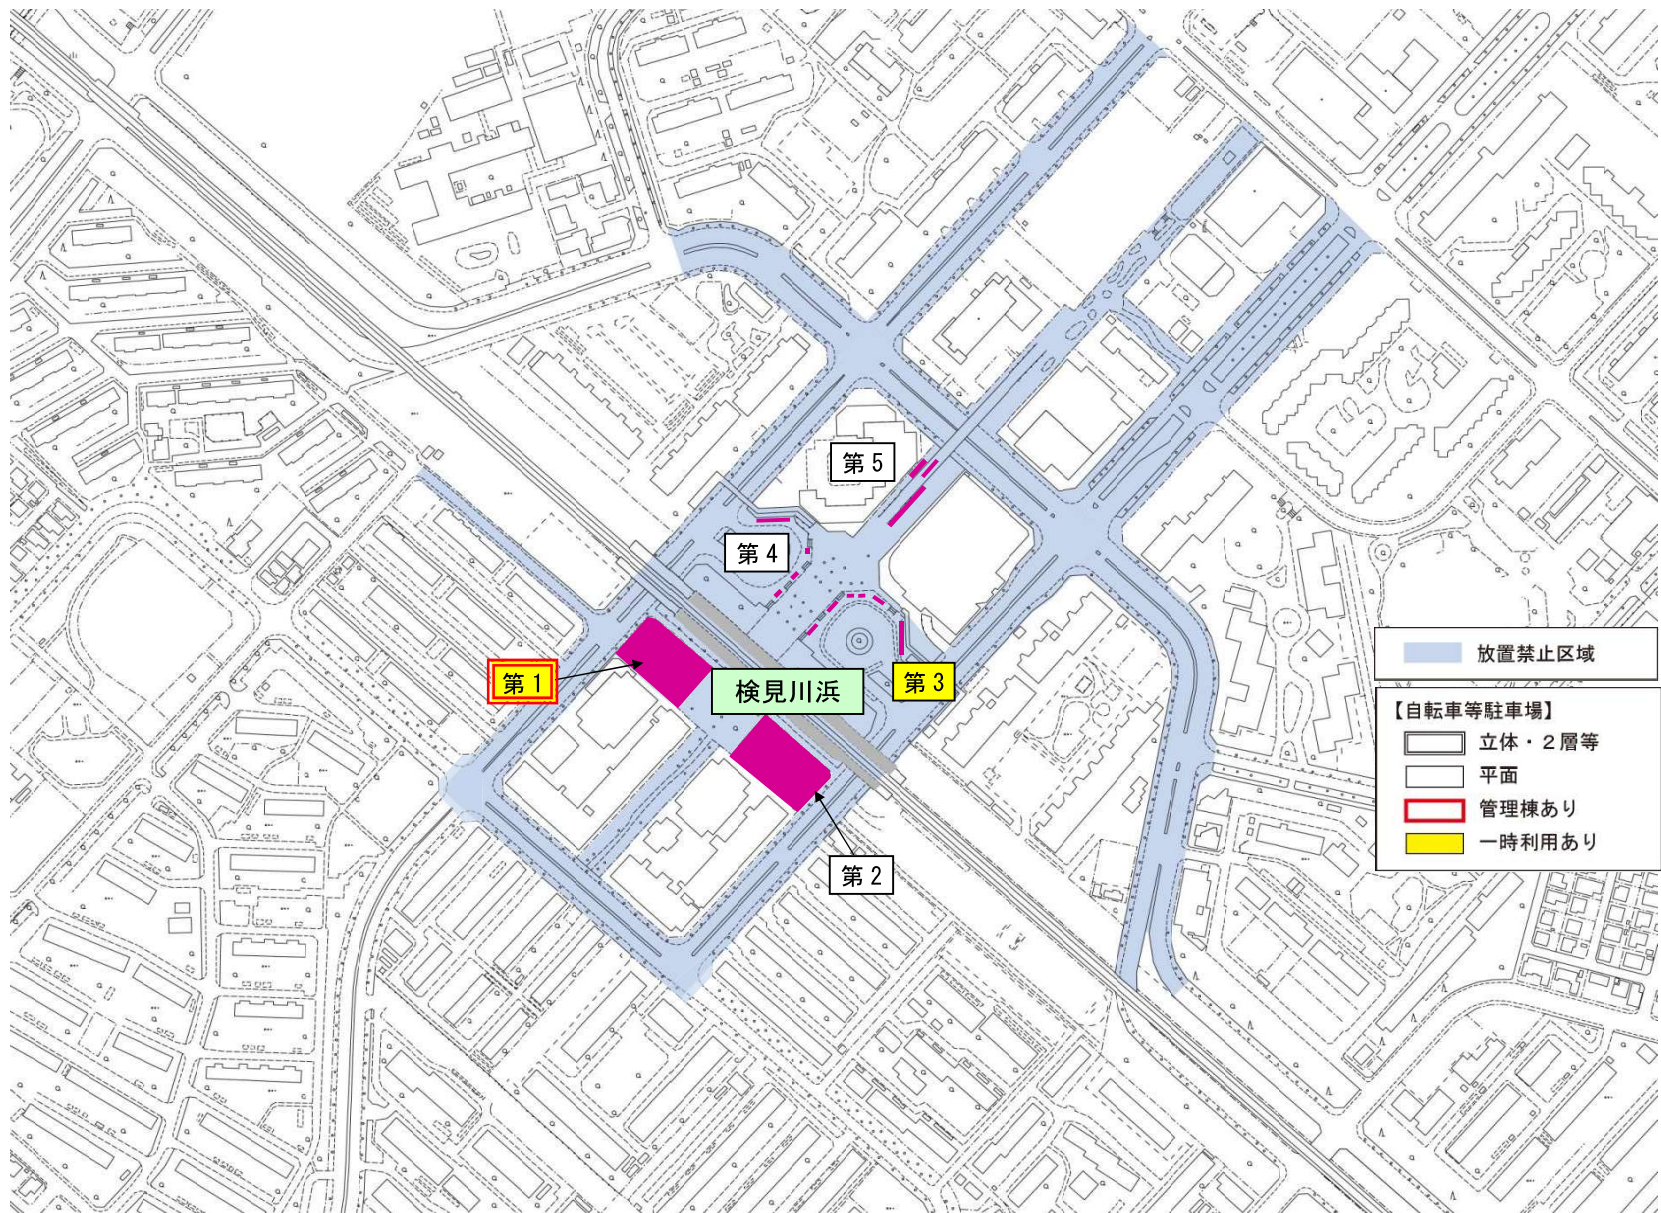 第5
第4
第1
検見川浜
第3
第2
放置禁止区域
【自転車等駐車場】
立体・2層等
平面
管理棟あり
一時利用あり